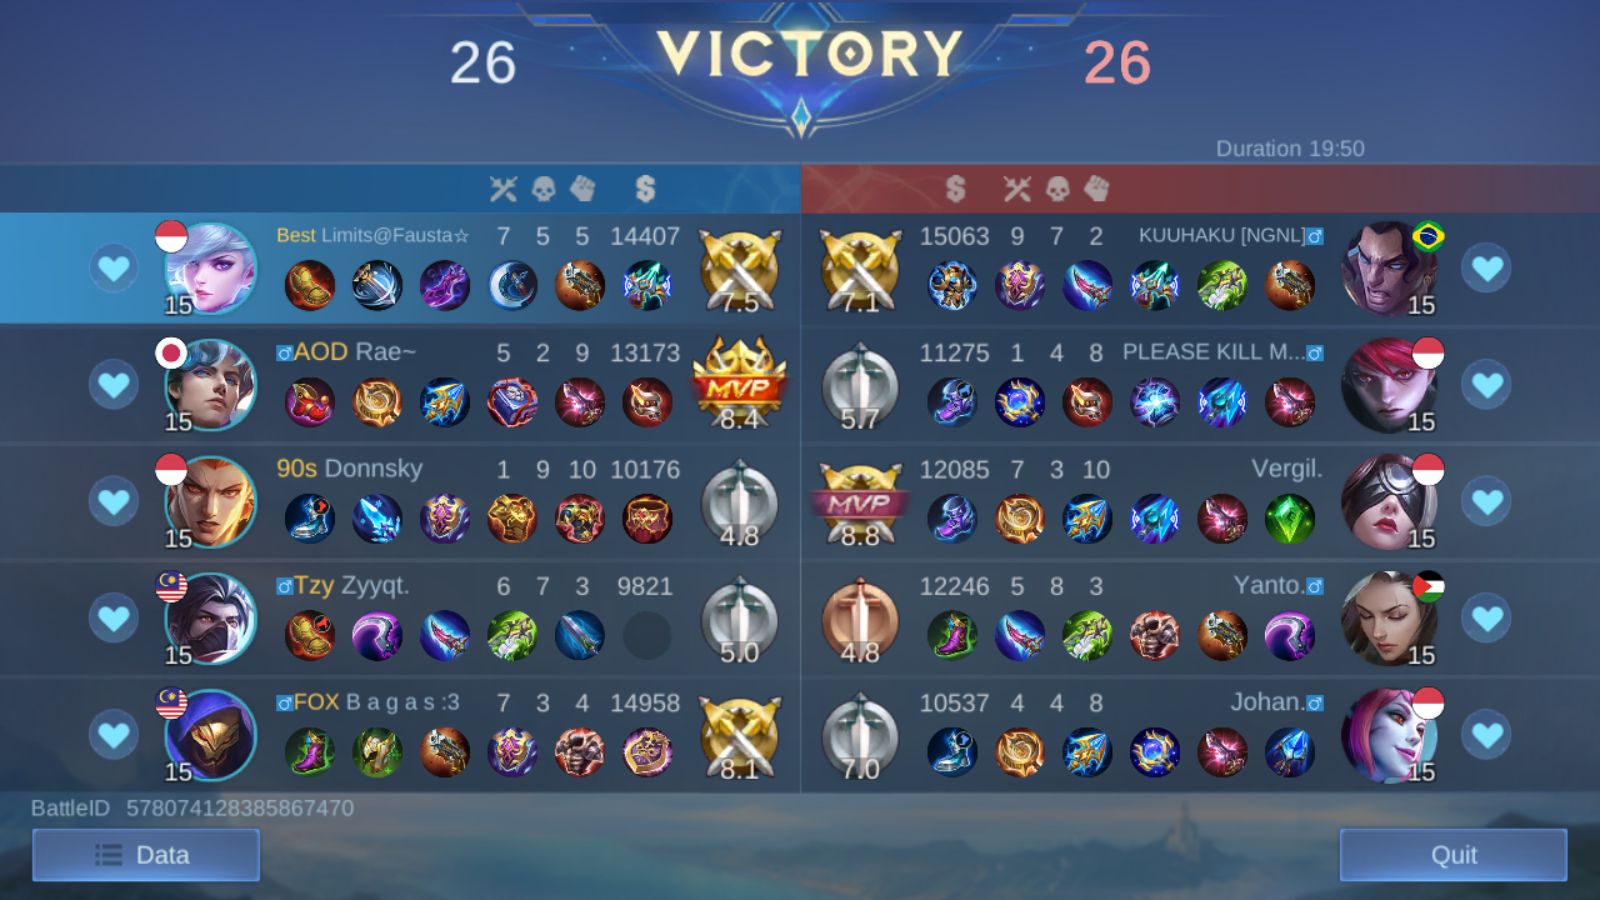 26 VICTORY 26
Duration 19:50
Best Limits@Fausta☆ 7 5 5 14407 7.5 15
7.1 15063 9 7 2 KUUHAKU [NGNL]♂ 15
♂AOD Rae~ 5 2 9 13173 MVP 8.4 15
5.7 11275 1 4 8 PLEASE KILL M...♂ 15
90s Donnsky 1 9 10 10176 4.8 15
MVP 8.8 12085 7 3 10 Vergil. 15
♂Tzy Zyyqt. 6 7 3 9821 5.0 15
4.8 12246 5 8 3 Yanto.♂ 15
♂FOX B a g a s :3 7 3 4 14958 8.1 15
7.0 10537 4 4 8 Johan.♂ 15
BattleID 578074128385867470
Data
Quit